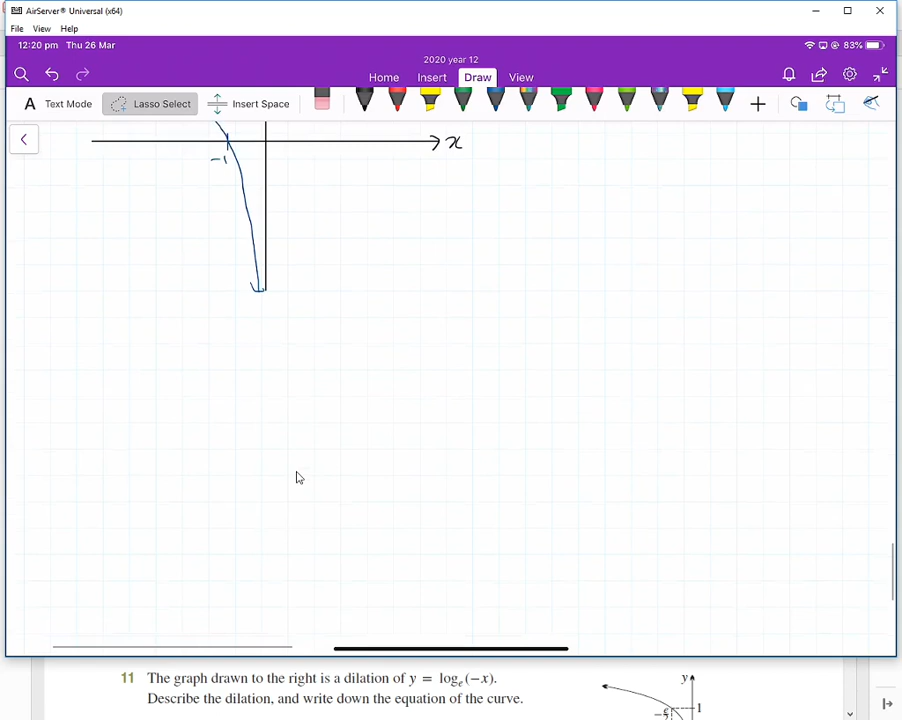 AirServer® Universal (x64)
File View Help
12:20 pm Thu 26 Mar
83%
2020 year 12
Home Insert Draw View
A Text Mode Lasso Select Insert Space
x
-1
11 The graph drawn to the right is a dilation of y = logₑ(−x).
Describe the dilation, and write down the equation of the curve.
y
1